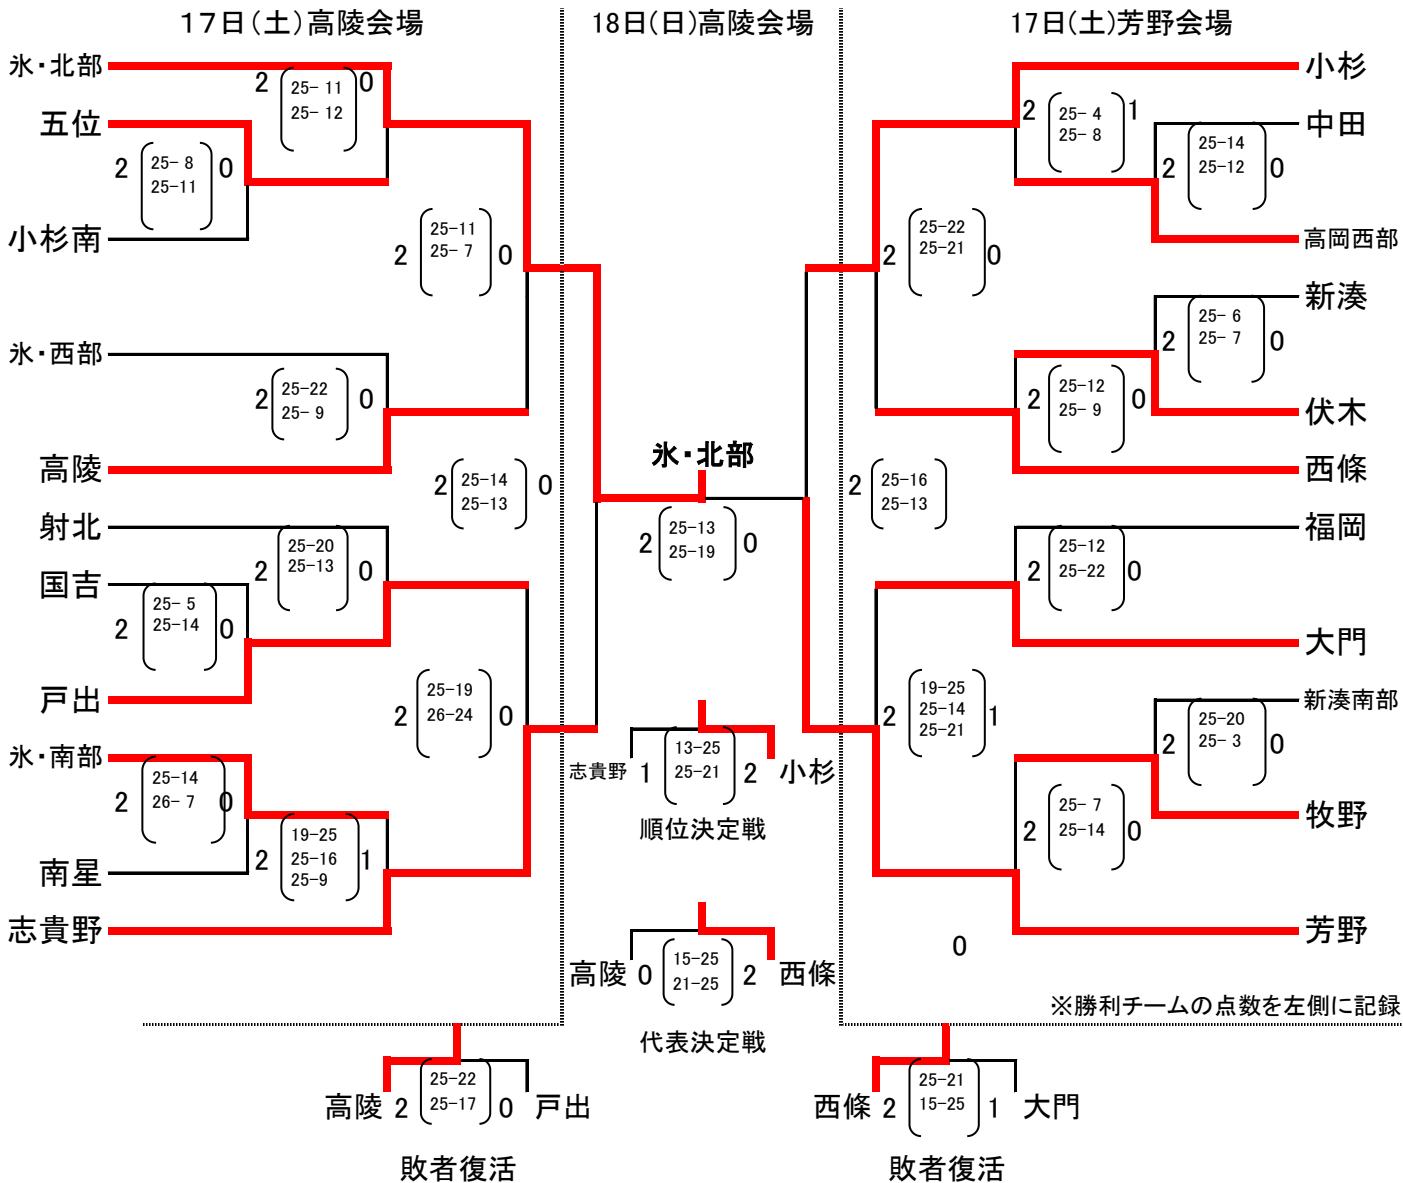 17日(土)高陵会場
18日(日)高陵会場
17日(土)芳野会場
氷・北部
五位
小杉南
氷・西部
高陵
射北
国吉
戸出
氷・南部
南星
志貴野
2 25- 11 0
25- 12
2 25- 8 0
25-11
2 25-11 0
25- 7
2 25-22 0
25- 9
2 25-14 0
25-13
2 25-20 0
25-13
2 25- 5 0
25-14
2 25-19 0
26-24
2 25-14 0
26- 7
2 19-25 1
25-16
25-9
氷・北部
2 25-13 0
25-19
志貴野 1 13-25 2 小杉
25-21
順位決定戦
高陵 0 15-25 2 西條
21-25
代表決定戦
小杉
中田
高岡西部
新湊
伏木
西條
福岡
大門
新湊南部
牧野
芳野
2 25- 4 1
25- 8
2 25-14 0
25-12
2 25-22 0
25-21
2 25- 6 0
25- 7
2 25-12 0
25- 9
2 25-16
25-13
2 25-12 0
25-22
2 19-25 1
25-14
25-21
2 25-20 0
25- 3
2 25- 7 0
25-14
0
※勝利チームの点数を左側に記録
高陵 2 25-22 0 戸出
25-17
敗者復活
西條 2 25-21 1 大門
15-25
敗者復活